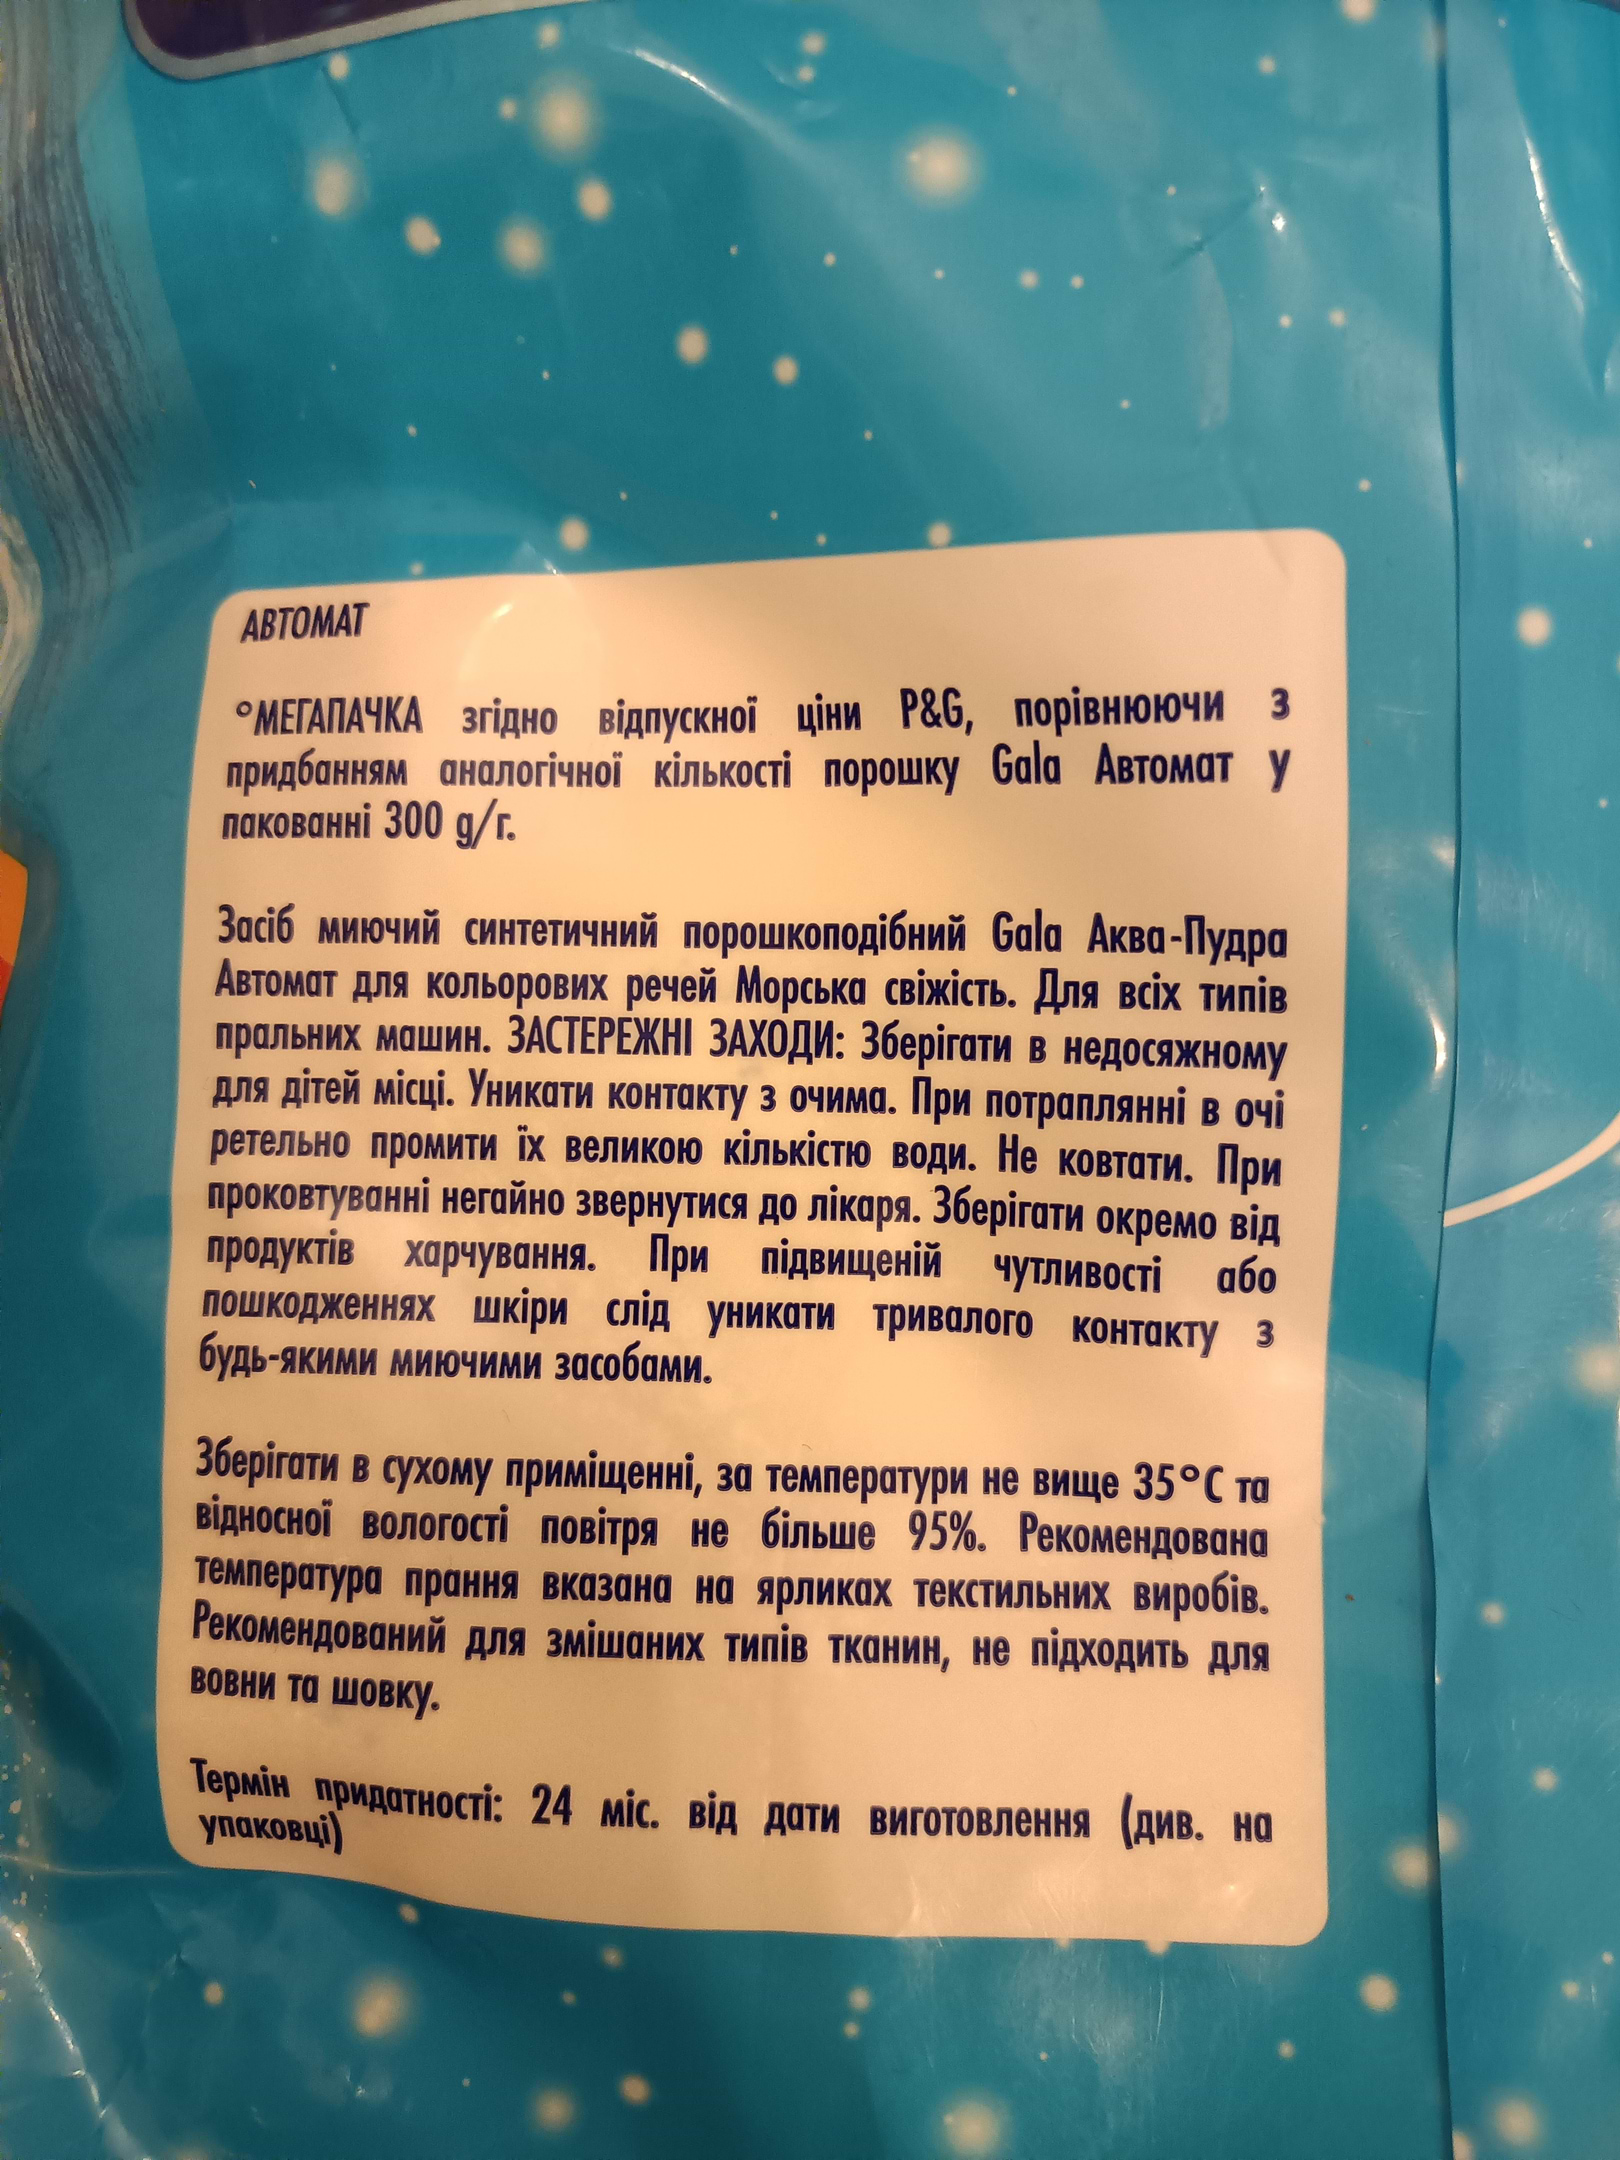 АВТОМАТ
°МЕГАПАЧКА згідно відпускної ціни P&G, порівнюючи з
придбанням аналогічної кількості порошку Gala Автомат у
пакованні 300 g/г.
Засіб миючий синтетичний порошкоподібний Gala Аква-Пудра
Автомат для кольорових речей Морська свіжість. Для всіх типів
пральних машин. ЗАСТЕРЕЖНІ ЗАХОДИ: Зберігати в недосяжному
для дітей місці. Уникати контакту з очима. При потраплянні в очі
ретельно промити їх великою кількістю води. Не ковтати. При
проковтуванні негайно звернутися до лікаря. Зберігати окремо від
продуктів харчування. При підвищеній чутливості або
пошкодженнях шкіри слід уникати тривалого контакту з
будь-якими миючими засобами.
Зберігати в сухому приміщенні, за температури не вище 35°C та
відносної вологості повітря не більше 95%. Рекомендована
температура прання вказана на ярликах текстильних виробів.
Рекомендований для змішаних типів тканин, не підходить для
вовни та шовку.
Термін придатності: 24 міс. від дати виготовлення (див. на
упаковці)